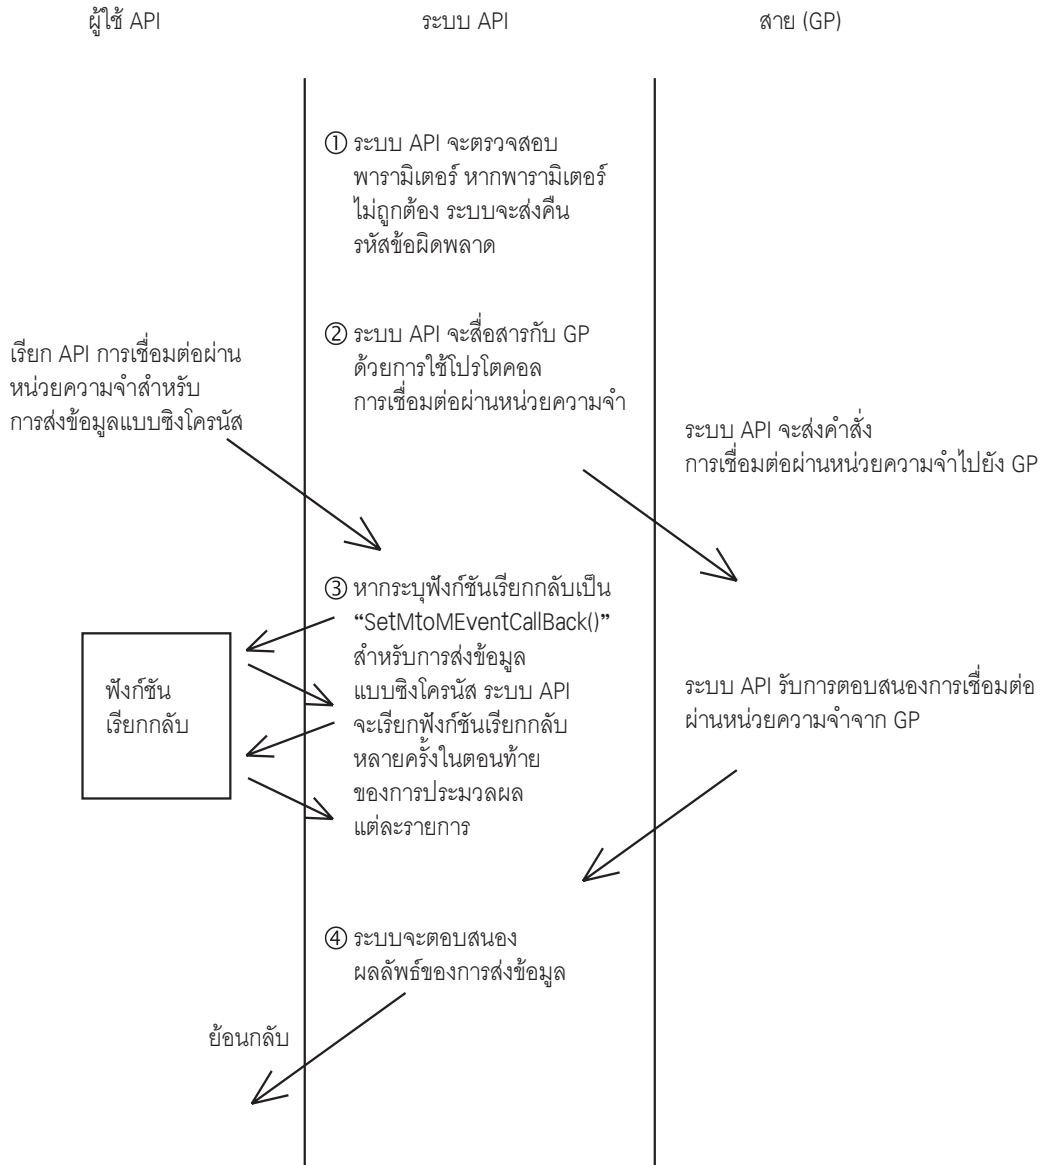 ผู้ใช้ API
ระบบ API
สาย (GP)
① ระบบ API จะตรวจสอบ
พารามิเตอร์ หากพารามิเตอร์
ไม่ถูกต้อง ระบบจะส่งคืน
รหัสข้อผิดพลาด
② ระบบ API จะสื่อสารกับ GP
ด้วยการใช้โปรโตคอล
การเชื่อมต่อผ่านหน่วยความจำ
เรียก API การเชื่อมต่อผ่าน
หน่วยความจำสำหรับ
การส่งข้อมูลแบบซิงโครนัส
ระบบ API จะส่งคำสั่ง
การเชื่อมต่อผ่านหน่วยความจำไปยัง GP
③ หากระบุฟังก์ชันเรียกกลับเป็น
“SetMtoMEventCallBack()”
สำหรับการส่งข้อมูล
แบบซิงโครนัส ระบบ API
จะเรียกฟังก์ชันเรียกกลับ
หลายครั้งในตอนท้าย
ของการประมวลผล
แต่ละรายการ
ฟังก์ชัน
เรียกกลับ
ระบบ API รับการตอบสนองการเชื่อมต่อ
ผ่านหน่วยความจำจาก GP
④ ระบบจะตอบสนอง
ผลลัพธ์ของการส่งข้อมูล
ย้อนกลับ